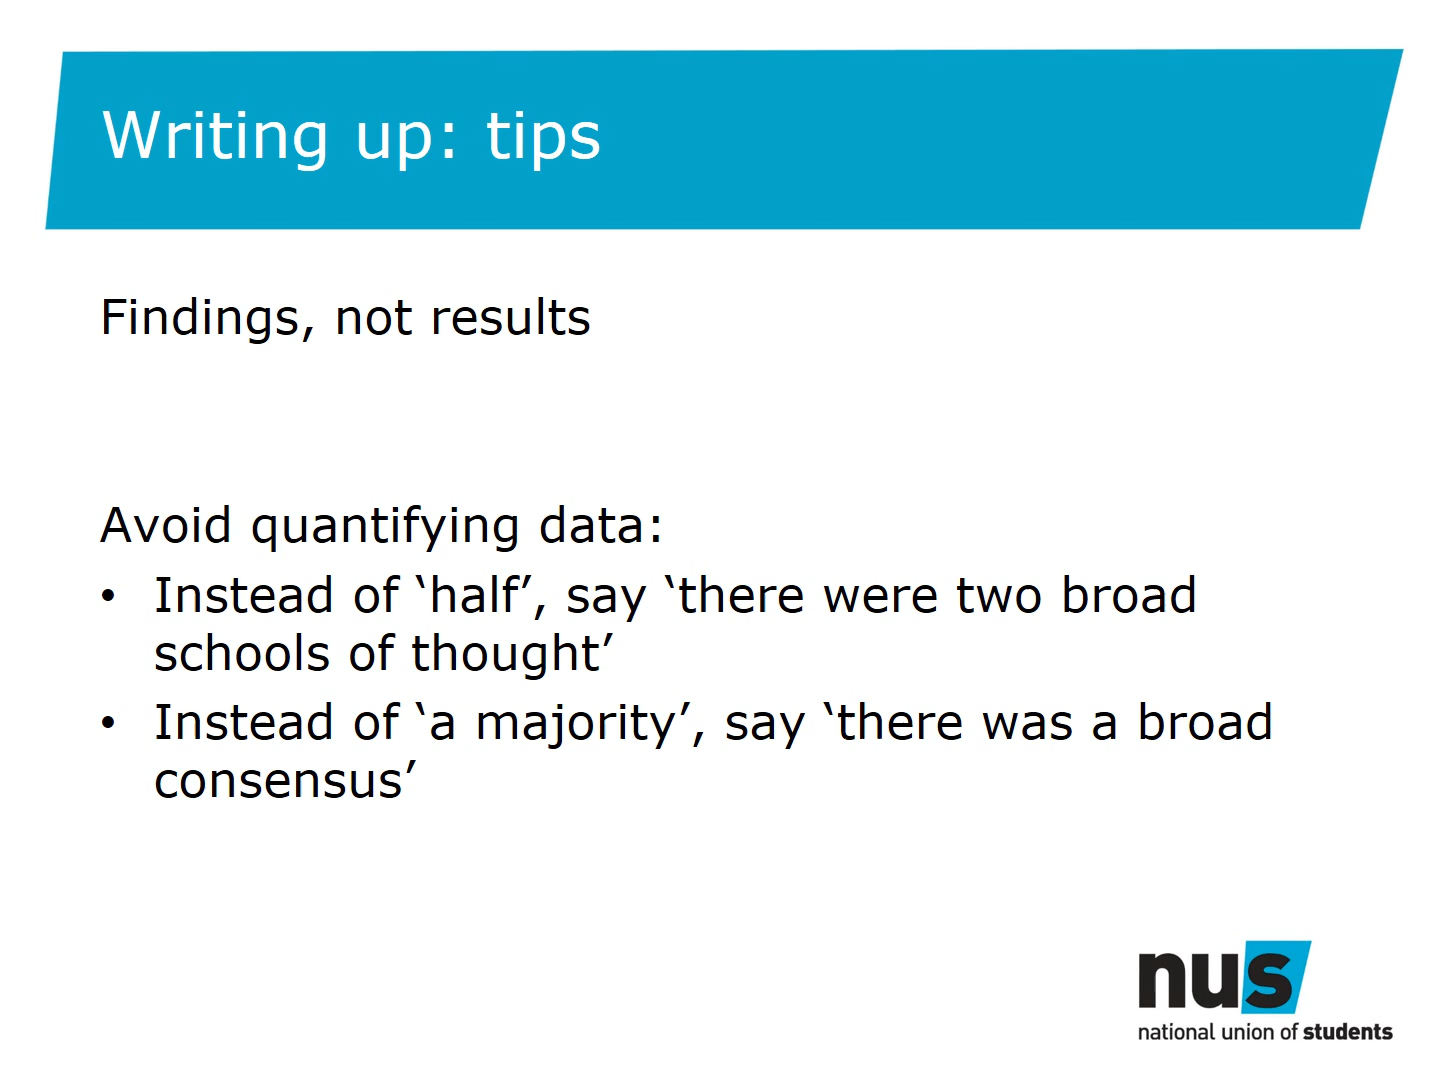 Writing up: tips
Findings, not results
Avoid quantifying data:
• Instead of ‘half’, say ‘there were two broad
schools of thought’
• Instead of ‘a majority’, say ‘there was a broad
consensus’
nus
national union of students